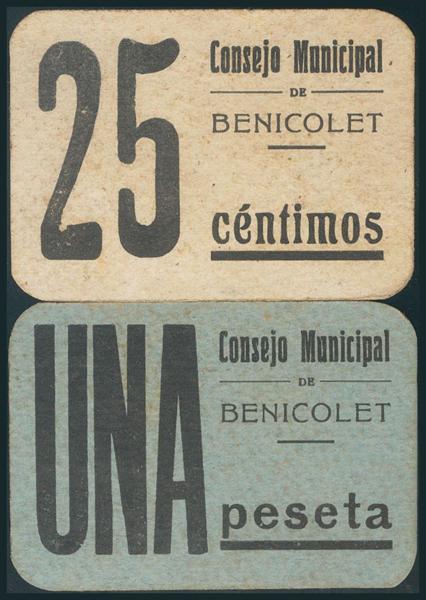 25
Consejo Municipal
DE
BENICOLET
céntimos
UNA
Consejo Municipal
DE
BENICOLET
peseta